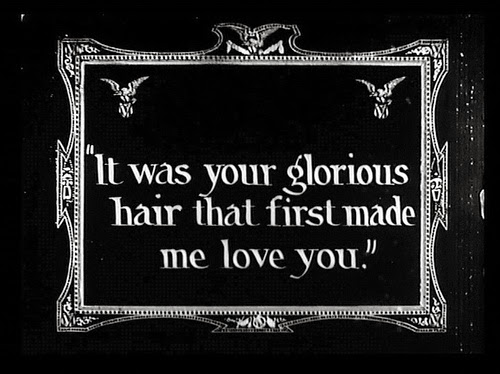 "It was your glorious
hair that first made
me love you."